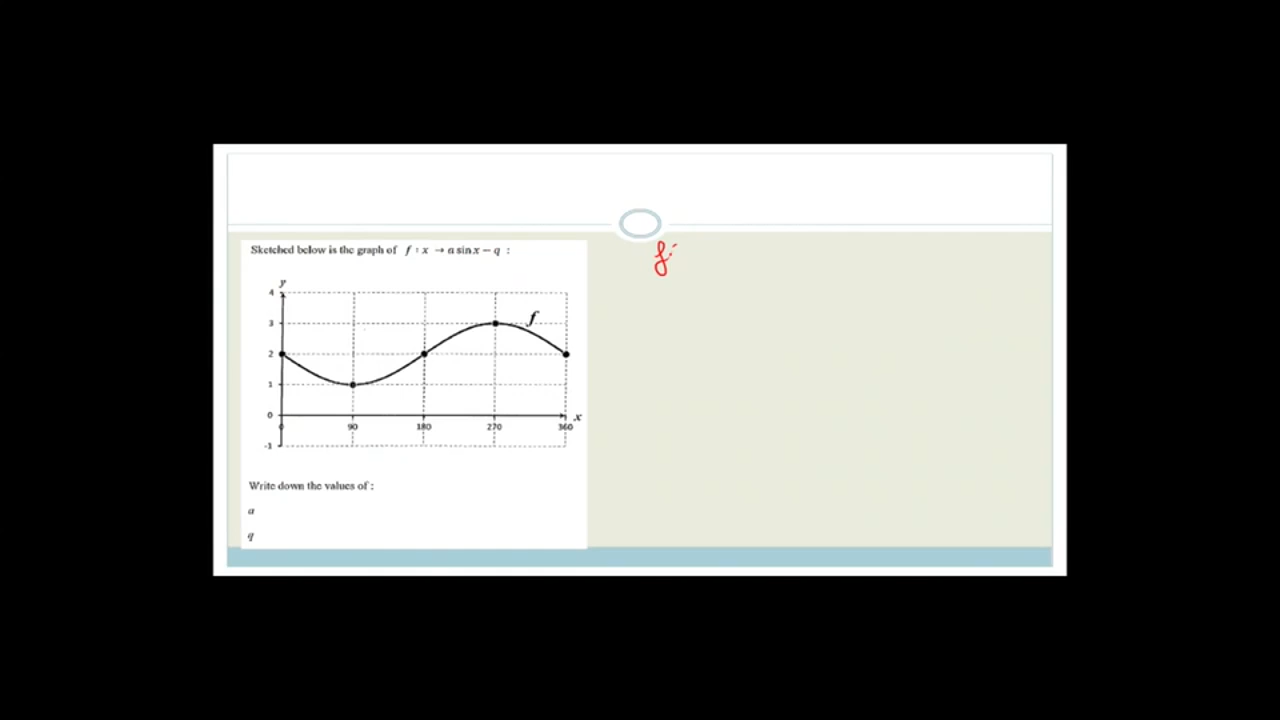 Sketched below is the graph of f : x → a sin x − q :
y
4
3
2
1
0
-1
f
x
0 90 180 270 360
Write down the values of :
a
q
f: